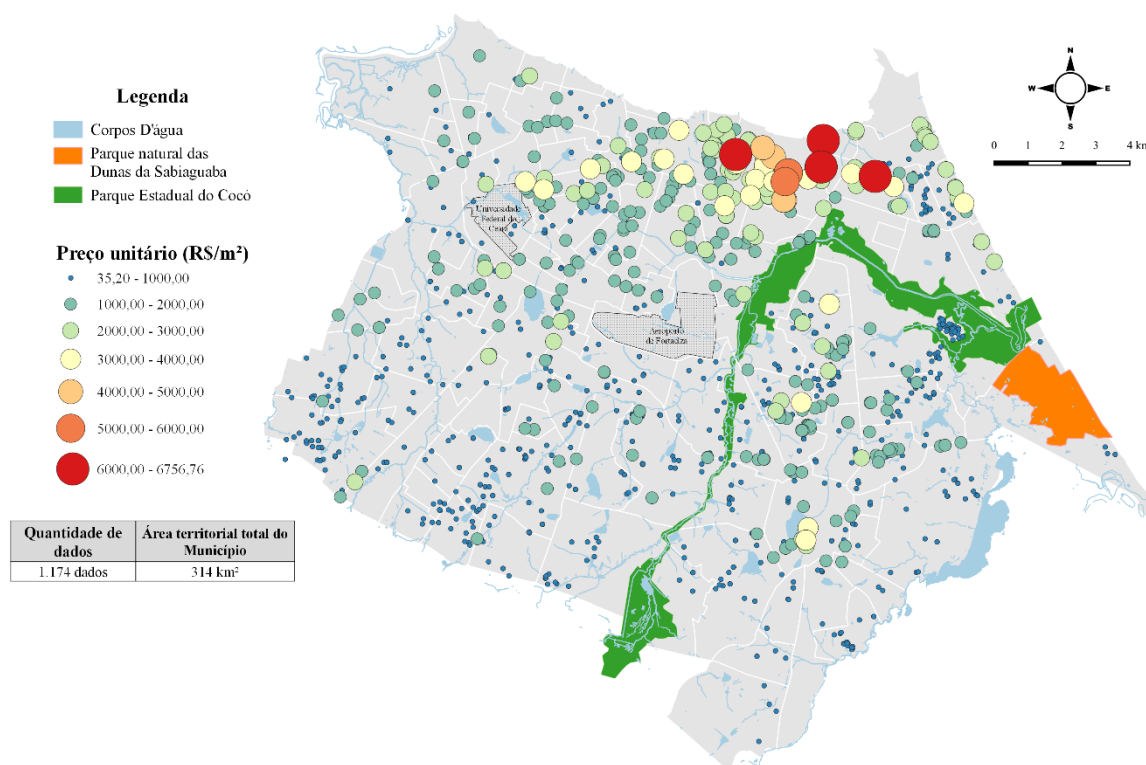 Legenda
Corpos D'água
Parque natural das
Dunas da Sabiaguaba
Parque Estadual do Cocó
Preço unitário (R$/m²)
35,20 - 1000,00
1000,00 - 2000,00
2000,00 - 3000,00
3000,00 - 4000,00
4000,00 - 5000,00
5000,00 - 6000,00
6000,00 - 6756,76
Quantidade de
dados
Área territorial total do
Município
1.174 dados
314 km²
Universidade
Federal do
Ceará
Aeroporto
de Fortaleza
N
W
E
S
0 1 2 3 4 km